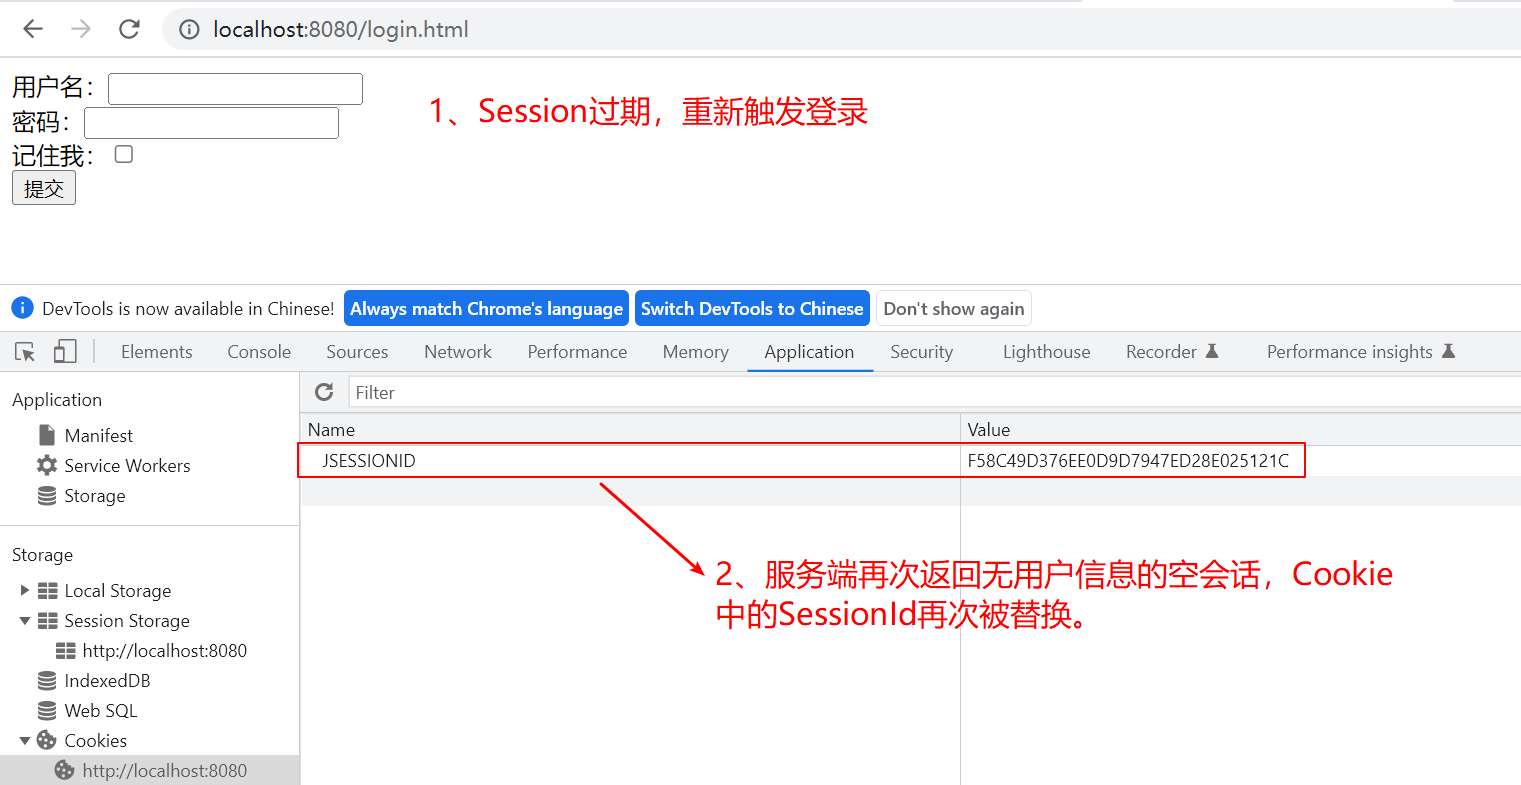 localhost:8080/login.html
用户名：
密码：
记住我：
提交
1、Session过期，重新触发登录
DevTools is now available in Chinese! Always match Chrome's language Switch DevTools to Chinese Don't show again
Elements Console Sources Network Performance Memory Application Security Lighthouse Recorder Performance insights
Application
Manifest
Service Workers
Storage
Storage
Local Storage
Session Storage
http://localhost:8080
IndexedDB
Web SQL
Cookies
http://localhost:8080
Filter
Name Value
JSESSIONID F58C49D376EE0D9D7947ED28E025121C
2、服务端再次返回无用户信息的空会话，Cookie
中的SessionId再次被替换。